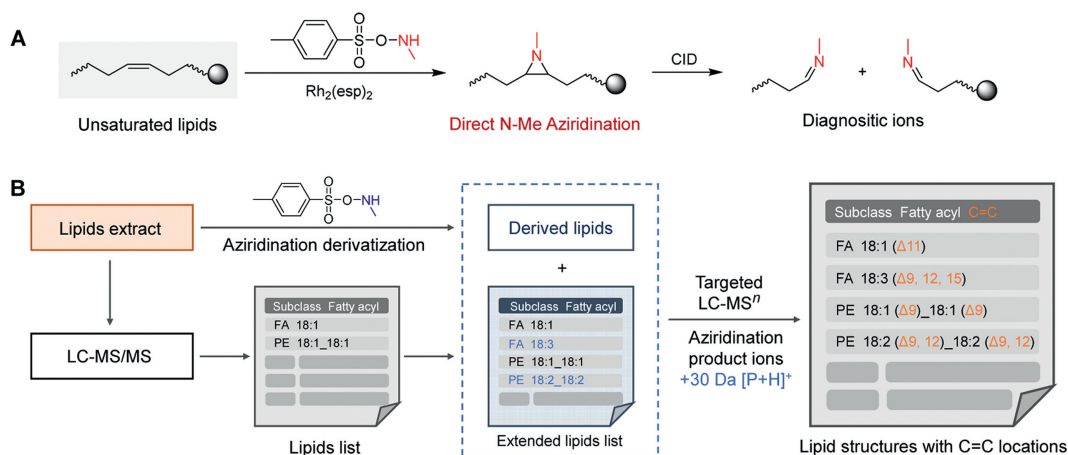 A
O
S
O
O
NH
Rh₂(esp)₂
Unsaturated lipids
N
Direct N-Me Aziridination
CID
N
+
N
Diagnositic ions
B
Lipids extract
O
S
O
O
NH
Aziridination derivatization
LC-MS/MS
Subclass Fatty acyl
FA 18:1
PE 18:1_18:1
Lipids list
Derived lipids
+
Subclass Fatty acyl
FA 18:1
FA 18:3
PE 18:1_18:1
PE 18:2_18:2
Extended lipids list
Targeted
LC-MSⁿ
Aziridination
product ions
+30 Da [P+H]⁺
Subclass Fatty acyl C=C
FA 18:1 (Δ11)
FA 18:3 (Δ9, 12, 15)
PE 18:1 (Δ9)_18:1 (Δ9)
PE 18:2 (Δ9, 12)_18:2 (Δ9, 12)
Lipid structures with C=C locations